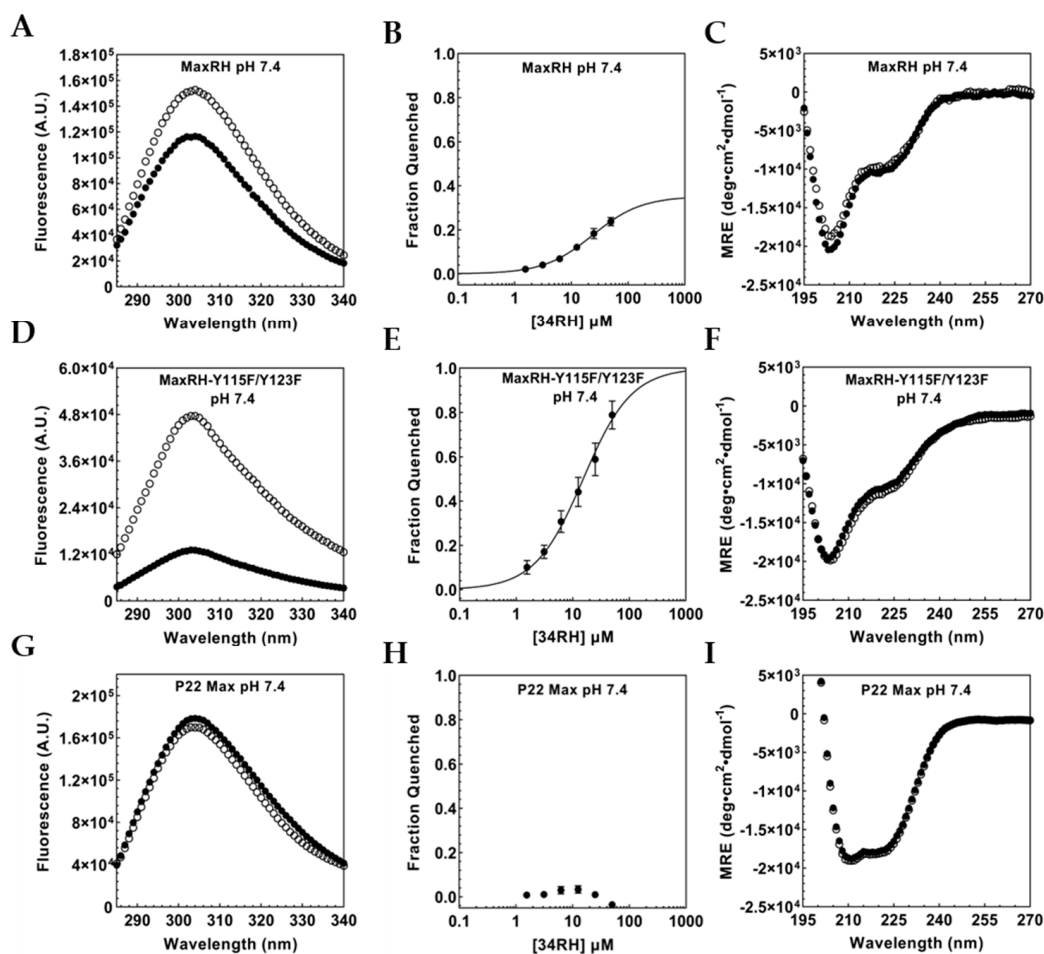 A
1.8×10⁵
1.6×10⁵
1.4×10⁵
1.2×10⁵
1×10⁵
8×10⁴
6×10⁴
4×10⁴
2×10⁴
MaxRH pH 7.4
Fluorescence (A.U.)
290 300 310 320 330 340
Wavelength (nm)
B
1.0
0.8
0.6
0.4
0.2
0.0
MaxRH pH 7.4
Fraction Quenched
0.1 1 10 100 1000
[34RH] µM
C
5×10³
0
-5×10³
-1×10⁴
-1.5×10⁴
-2×10⁴
-2.5×10⁴
MaxRH pH 7.4
MRE (deg•cm²•dmol⁻¹)
195 210 225 240 255 270
Wavelength (nm)
D
6.0×10⁴
4.8×10⁴
3.6×10⁴
2.4×10⁴
1.2×10⁴
0
MaxRH-Y115F/Y123F
pH 7.4
Fluorescence (A.U.)
290 300 310 320 330 340
Wavelength (nm)
E
1.0
0.8
0.6
0.4
0.2
0.0
MaxRH-Y115F/Y123F
pH 7.4
Fraction Quenched
0.1 1 10 100 1000
[34RH] µM
F
5×10³
0
-5×10³
-1×10⁴
-1.5×10⁴
-2×10⁴
-2.5×10⁴
MaxRH-Y115F/Y123F
pH 7.4
MRE (deg•cm²•dmol⁻¹)
195 210 225 240 255 270
Wavelength (nm)
G
2×10⁵
1.6×10⁵
1.2×10⁵
8×10⁴
4×10⁴
0
P22 Max pH 7.4
Fluorescence (A.U.)
290 300 310 320 330 340
Wavelength (nm)
H
1.0
0.8
0.6
0.4
0.2
0.0
P22 Max pH 7.4
Fraction Quenched
0.1 1 10 100 1000
[34RH] µM
I
5×10³
0
-5×10³
-1×10⁴
-1.5×10⁴
-2×10⁴
-2.5×10⁴
P22 Max pH 7.4
MRE (deg•cm²•dmol⁻¹)
195 210 225 240 255 270
Wavelength (nm)